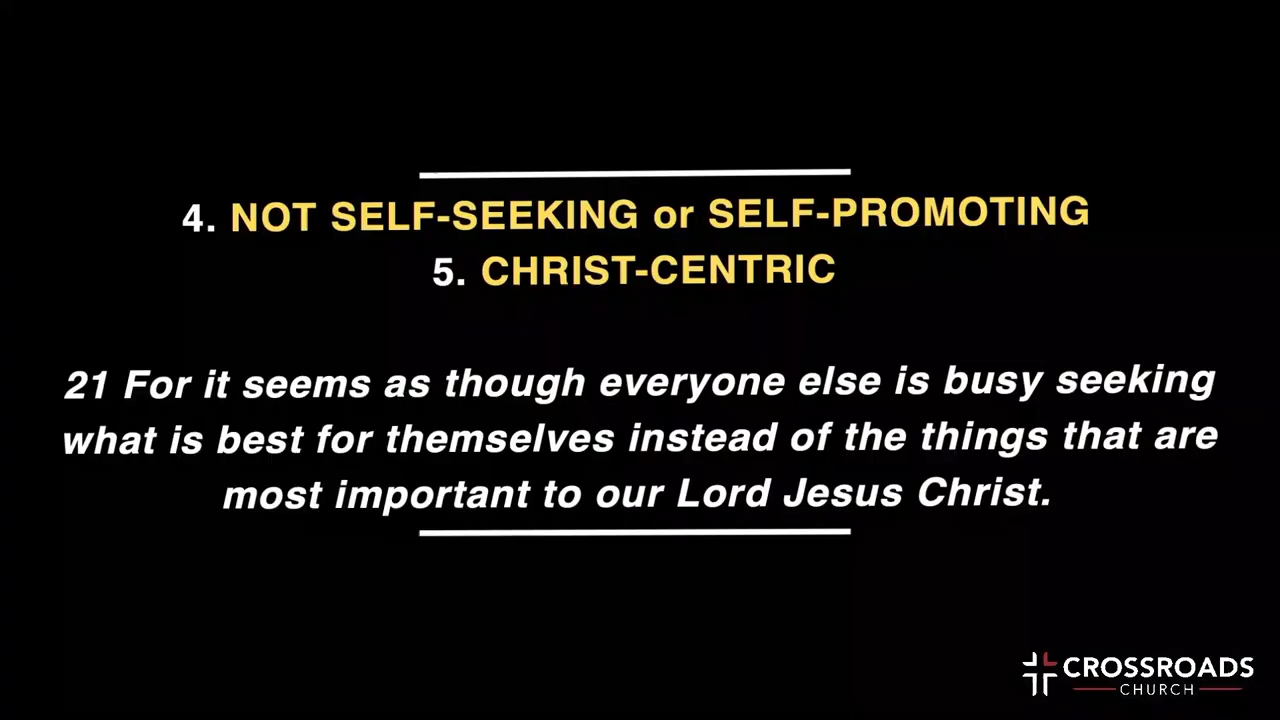 4. NOT SELF-SEEKING or SELF-PROMOTING
5. CHRIST-CENTRIC
21 For it seems as though everyone else is busy seeking
what is best for themselves instead of the things that are
most important to our Lord Jesus Christ.
CROSSROADS
CHURCH